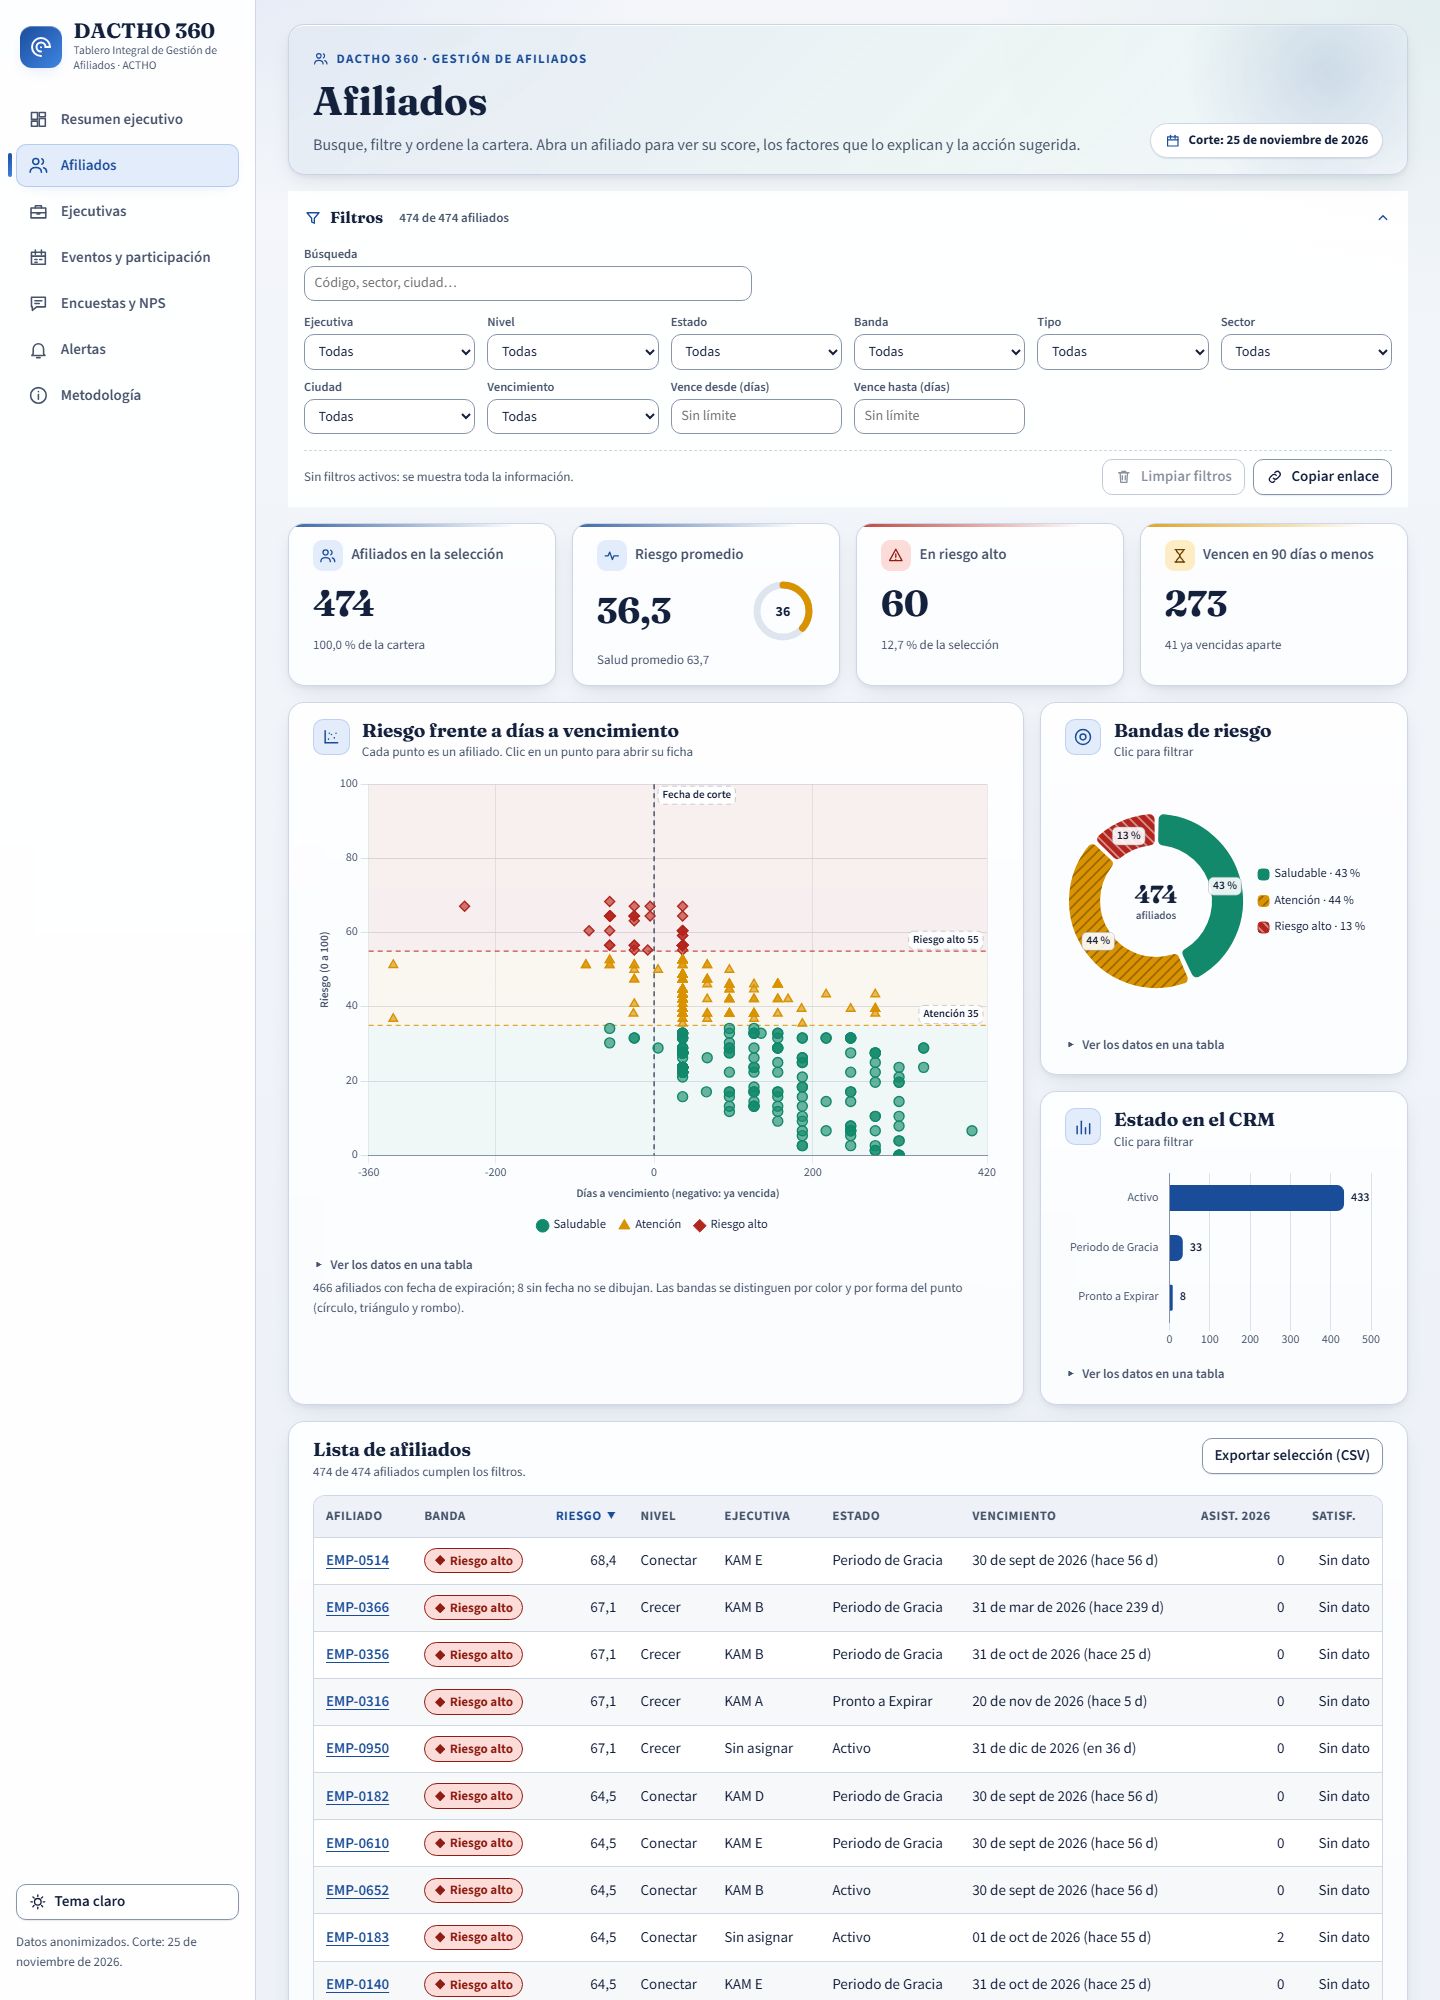 DACTHO 360
Tablero Integral de Gestión de
Afiliados · ACTHO
Resumen ejecutivo
Afiliados
Ejecutivas
Eventos y participación
Encuestas y NPS
Alertas
Metodología
Tema claro
Datos anonimizados. Corte: 25 de
noviembre de 2026.
DACTHO 360 · GESTIÓN DE AFILIADOS
Afiliados
Busque, filtre y ordene la cartera. Abra un afiliado para ver su score, los factores que lo explican y la acción sugerida.
Corte: 25 de noviembre de 2026
Filtros 474 de 474 afiliados
Búsqueda
Código, sector, ciudad…
Ejecutiva Nivel Estado Banda Tipo Sector
Todas Todas Todas Todas Todas Todas
Ciudad Vencimiento Vence desde (días) Vence hasta (días)
Todas Todas Sin límite Sin límite
Sin filtros activos: se muestra toda la información.
Limpiar filtros Copiar enlace
Afiliados en la selección
474
100,0 % de la cartera
Riesgo promedio
36,3
36
Salud promedio 63,7
En riesgo alto
60
12,7 % de la selección
Vencen en 90 días o menos
273
41 ya vencidas aparte
Riesgo frente a días a vencimiento
Cada punto es un afiliado. Clic en un punto para abrir su ficha
Riesgo (0 a 100)
100
80
60
40
20
0
Fecha de corte
Riesgo alto 55
Atención 35
-360 -200 0 200 420
Días a vencimiento (negativo: ya vencida)
Saludable Atención Riesgo alto
Ver los datos en una tabla
466 afiliados con fecha de expiración; 8 sin fecha no se dibujan. Las bandas se distinguen por color y por forma del punto
(círculo, triángulo y rombo).
Bandas de riesgo
Clic para filtrar
13 %
43 %
44 %
474
afiliados
Saludable · 43 %
Atención · 44 %
Riesgo alto · 13 %
Ver los datos en una tabla
Estado en el CRM
Clic para filtrar
Activo 433
Periodo de Gracia 33
Pronto a Expirar 8
0 100 200 300 400 500
Ver los datos en una tabla
Lista de afiliados
474 de 474 afiliados cumplen los filtros.
Exportar selección (CSV)
AFILIADO BANDA RIESGO ▼ NIVEL EJECUTIVA ESTADO VENCIMIENTO ASIST. 2026 SATISF.
EMP-0514 Riesgo alto 68,4 Conectar KAM E Periodo de Gracia 30 de sept de 2026 (hace 56 d) 0 Sin dato
EMP-0366 Riesgo alto 67,1 Crecer KAM B Periodo de Gracia 31 de mar de 2026 (hace 239 d) 0 Sin dato
EMP-0356 Riesgo alto 67,1 Crecer KAM B Periodo de Gracia 31 de oct de 2026 (hace 25 d) 0 Sin dato
EMP-0316 Riesgo alto 67,1 Crecer KAM A Pronto a Expirar 20 de nov de 2026 (hace 5 d) 0 Sin dato
EMP-0950 Riesgo alto 67,1 Crecer Sin asignar Activo 31 de dic de 2026 (en 36 d) 0 Sin dato
EMP-0182 Riesgo alto 64,5 Conectar KAM D Periodo de Gracia 30 de sept de 2026 (hace 56 d) 0 Sin dato
EMP-0610 Riesgo alto 64,5 Conectar KAM E Periodo de Gracia 30 de sept de 2026 (hace 56 d) 0 Sin dato
EMP-0652 Riesgo alto 64,5 Conectar KAM B Activo 30 de sept de 2026 (hace 56 d) 0 Sin dato
EMP-0183 Riesgo alto 64,5 Conectar Sin asignar Activo 01 de oct de 2026 (hace 55 d) 2 Sin dato
EMP-0140 Riesgo alto 64,5 Conectar KAM E Periodo de Gracia 31 de oct de 2026 (hace 25 d) 0 Sin dato